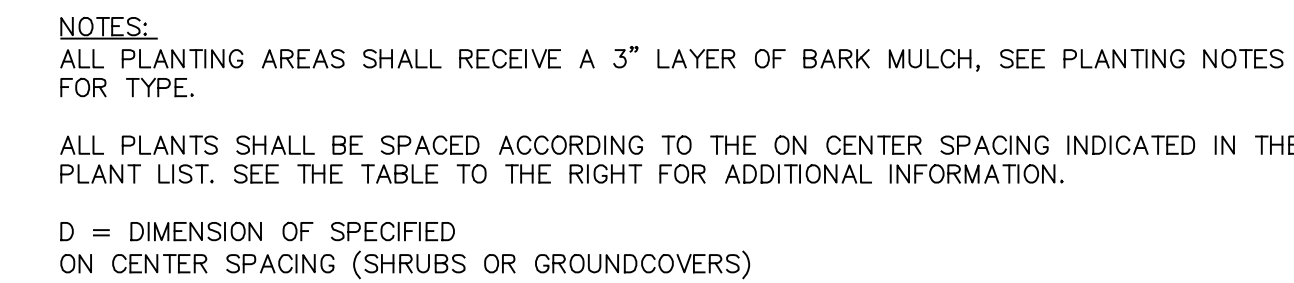 NOTES:
ALL PLANTING AREAS SHALL RECEIVE A 3" LAYER OF BARK MULCH, SEE PLANTING NOTES
FOR TYPE.
ALL PLANTS SHALL BE SPACED ACCORDING TO THE ON CENTER SPACING INDICATED IN THE
PLANT LIST. SEE THE TABLE TO THE RIGHT FOR ADDITIONAL INFORMATION.
D = DIMENSION OF SPECIFIED
ON CENTER SPACING (SHRUBS OR GROUNDCOVERS)